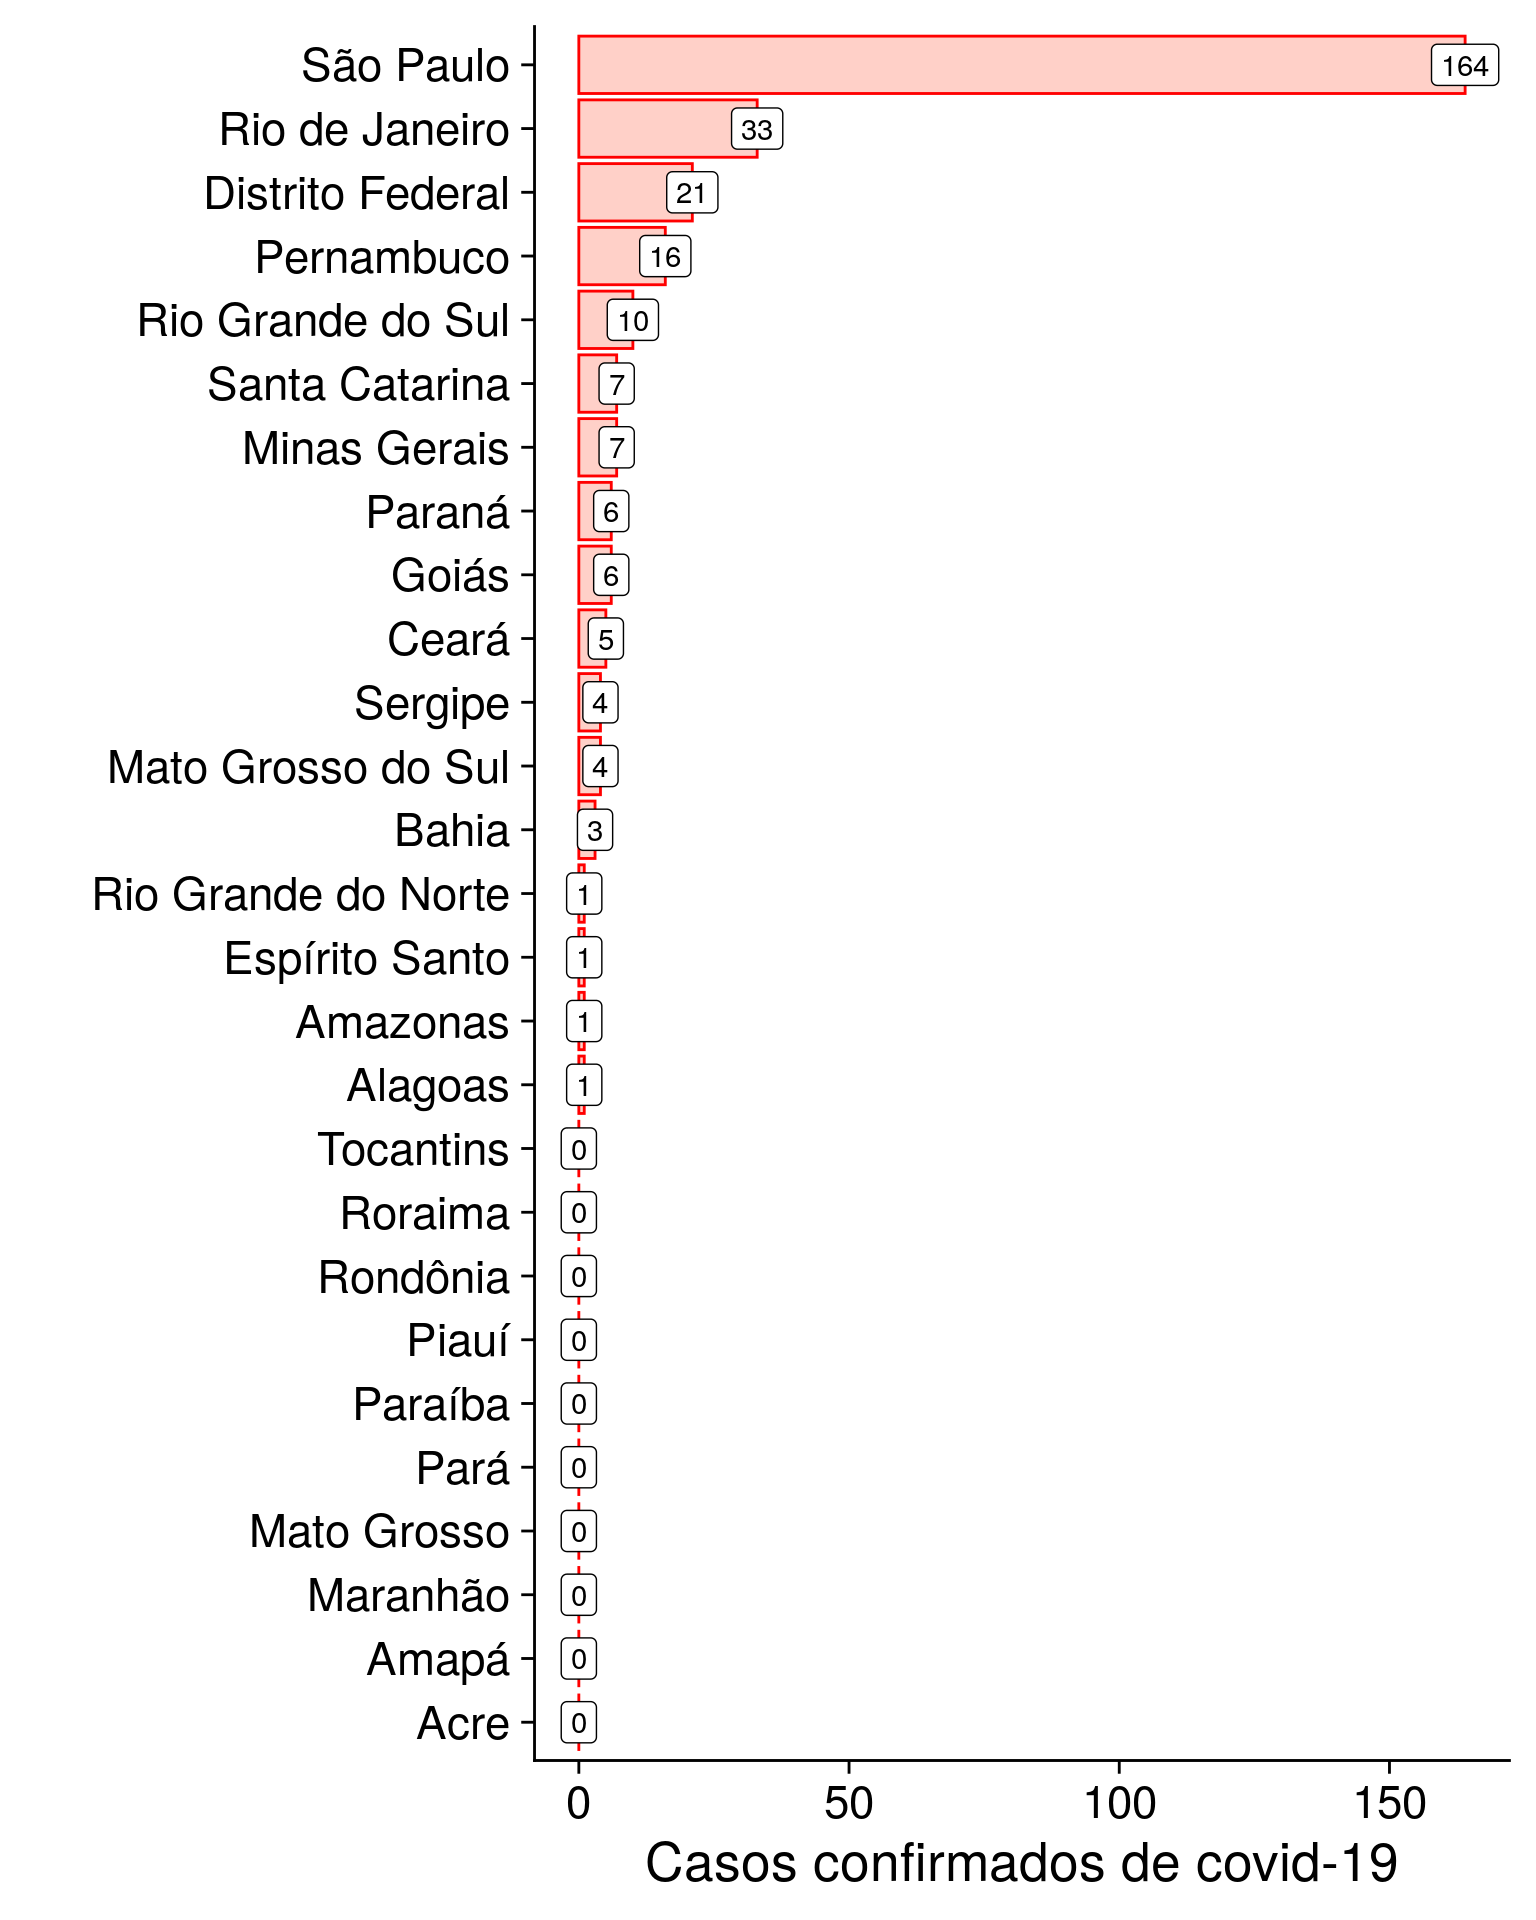 São Paulo 164
Rio de Janeiro 33
Distrito Federal 21
Pernambuco 16
Rio Grande do Sul 10
Santa Catarina 7
Minas Gerais 7
Paraná 6
Goiás 6
Ceará 5
Sergipe 4
Mato Grosso do Sul 4
Bahia 3
Rio Grande do Norte 1
Espírito Santo 1
Amazonas 1
Alagoas 1
Tocantins 0
Roraima 0
Rondônia 0
Piauí 0
Paraíba 0
Pará 0
Mato Grosso 0
Maranhão 0
Amapá 0
Acre 0
0 50 100 150
Casos confirmados de covid-19